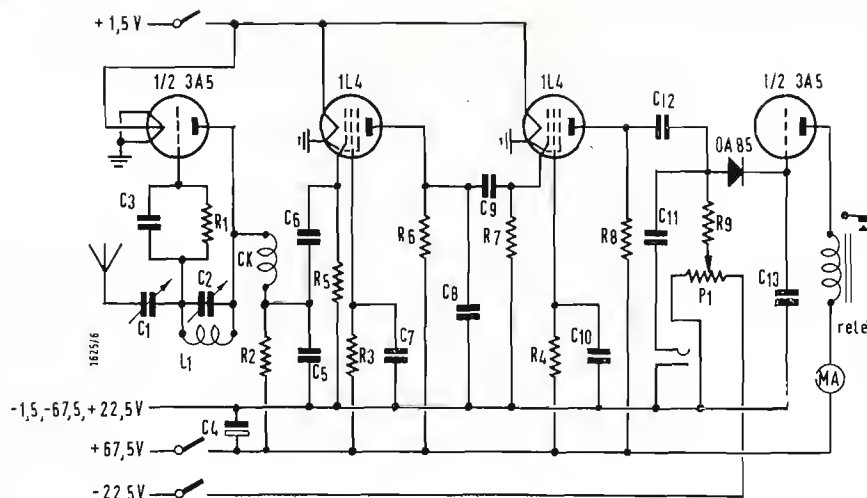 +1,5V
1/2 3A5
1L4
1L4
C12
1/2 3A5
OA85
C3
R1
C6
C9
C11
R9
CK
R6
R7
R8
C2
R5
P1
C13
C1
C8
relé
L1
R2
C5
R3
C7
R4
C10
1625/6
MA
-1,5,-67,5,+22,5V
C4
+67,5V
-22,5V